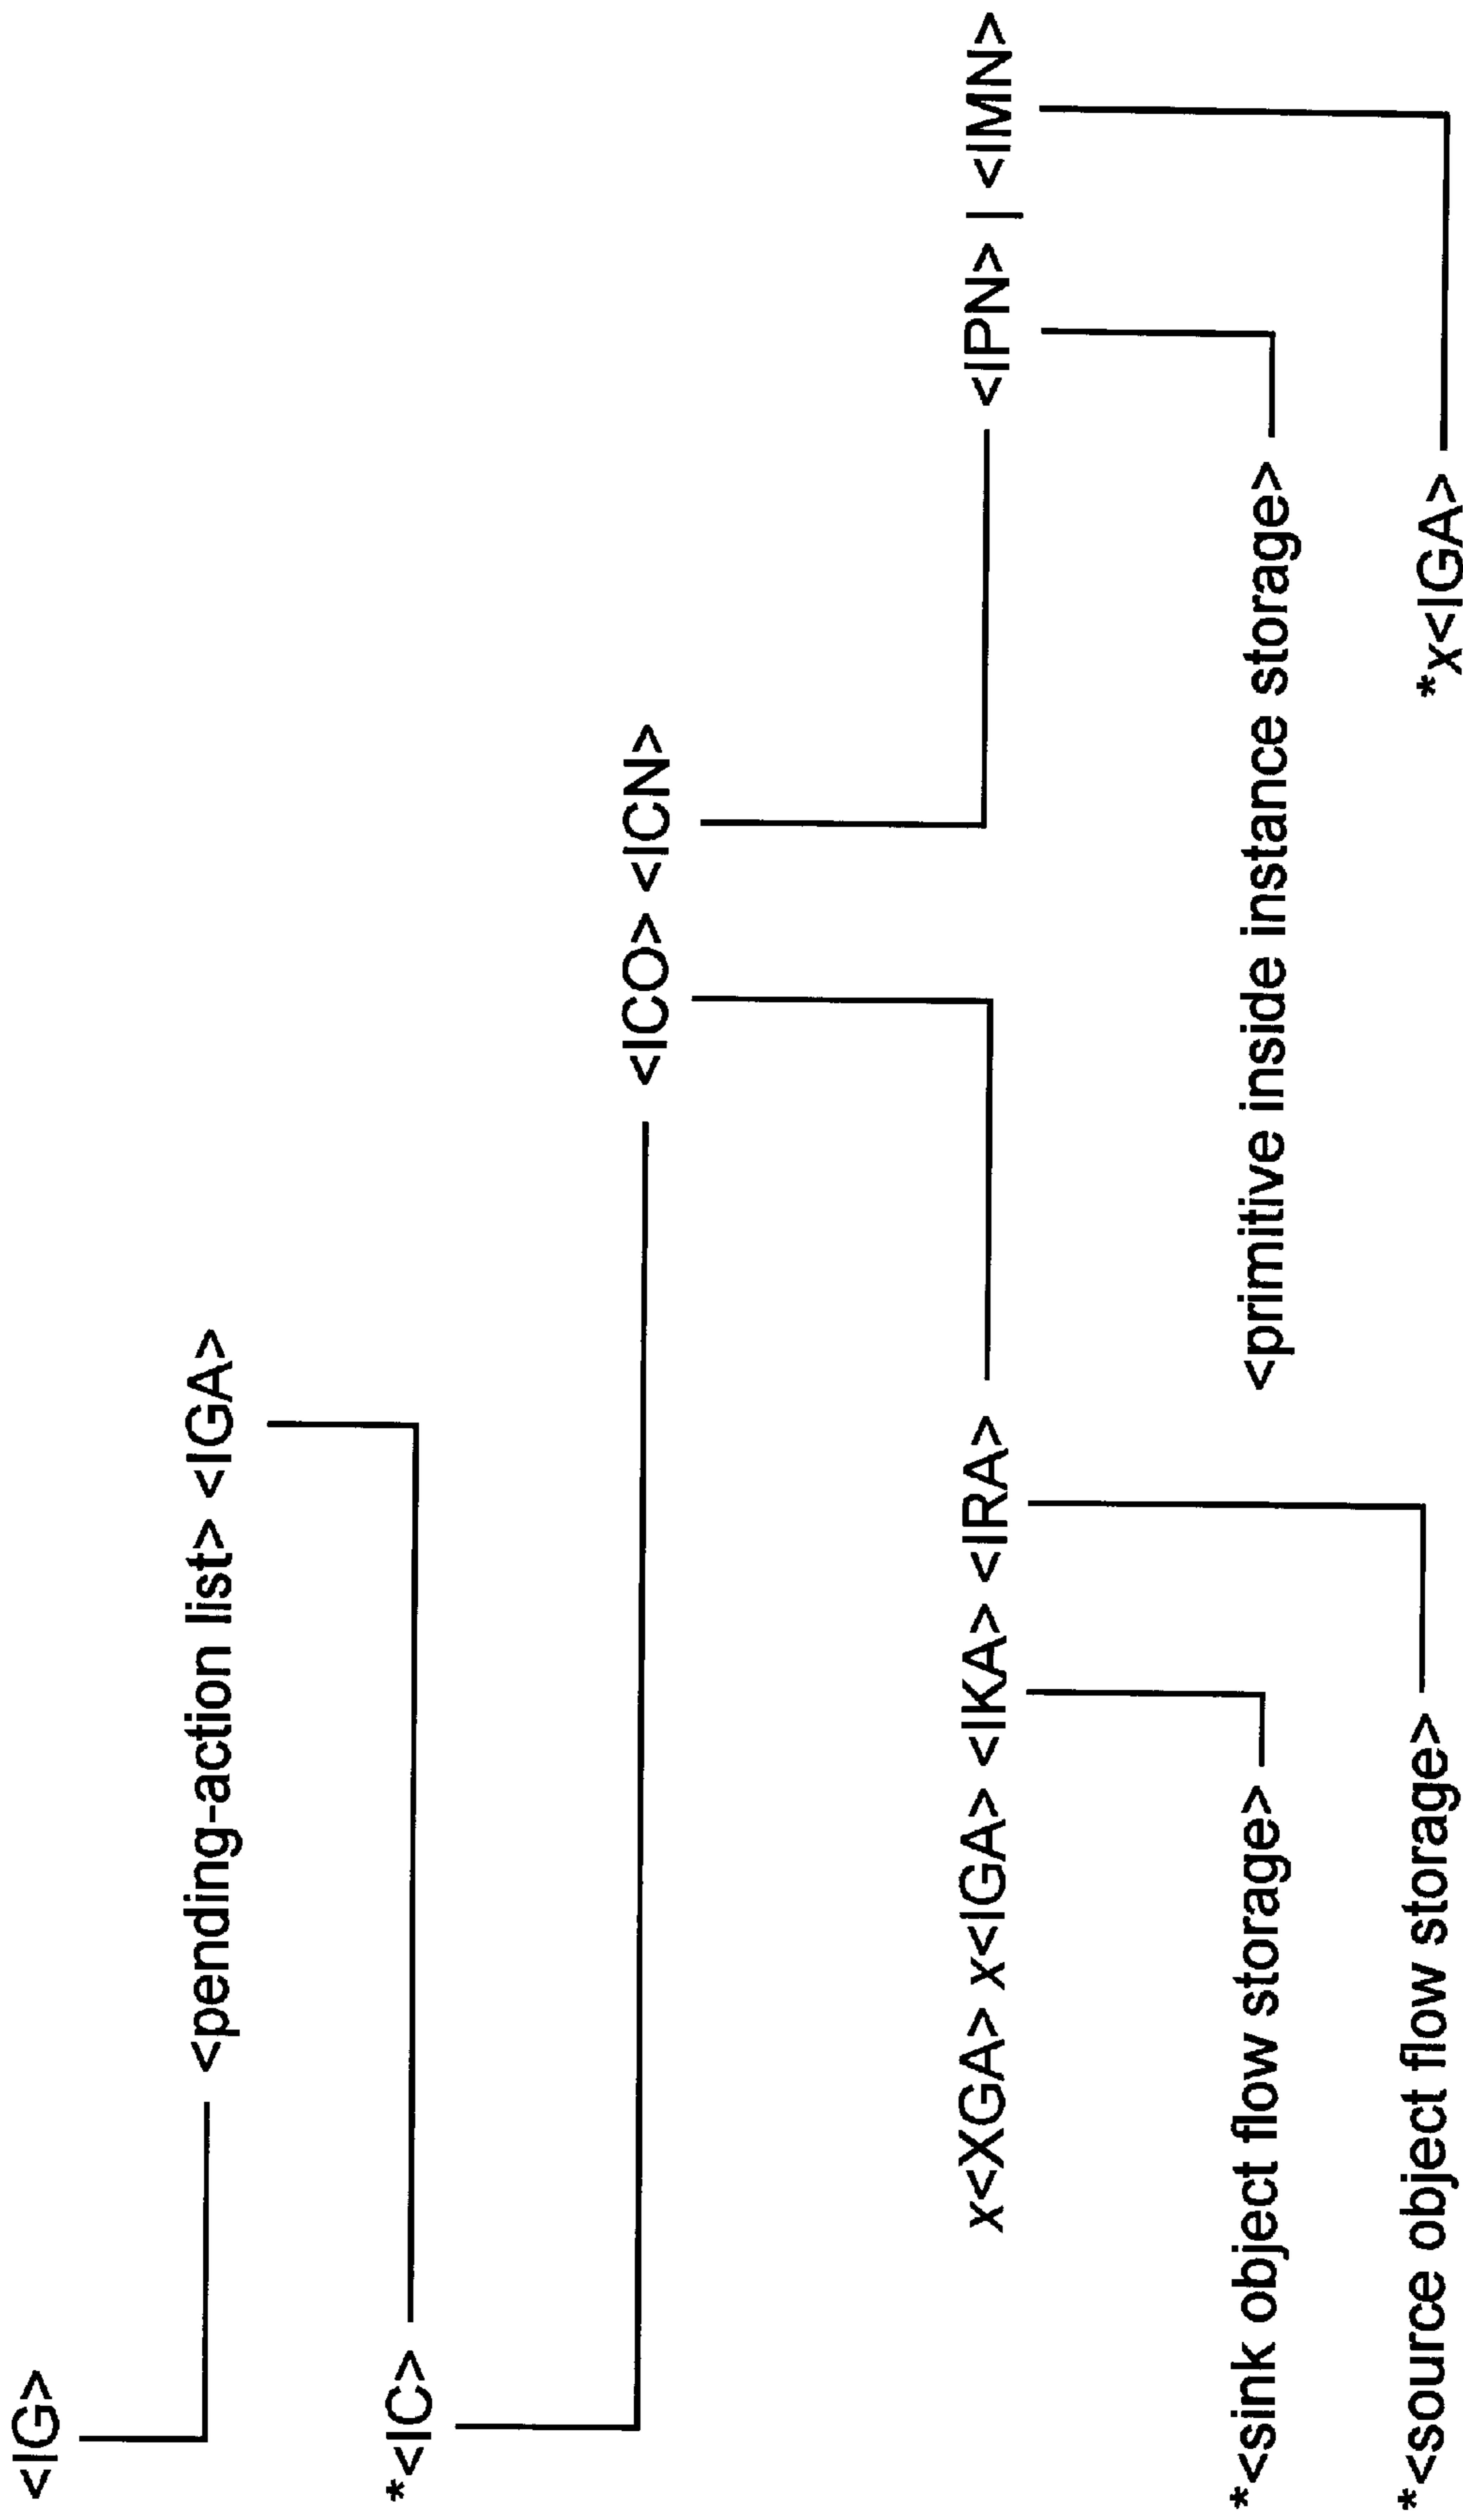 <IG>
<pending-action list> <IGA>
*<IC>
<ICO> <ICN>
x<XGA> x<IGA> <IKA> <IRA>
<IPN> | <IMN>
*<sink object flow storage>
<primitive inside instance storage>
*<source object flow storage>
*x<IGA>